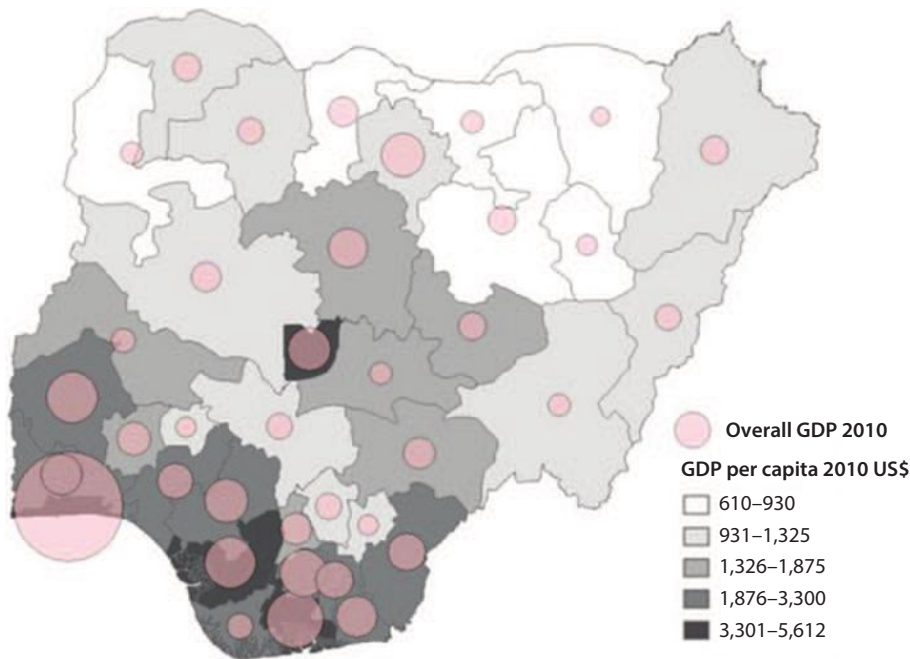 Overall GDP 2010
GDP per capita 2010 US$
610–930
931–1,325
1,326–1,875
1,876–3,300
3,301–5,612